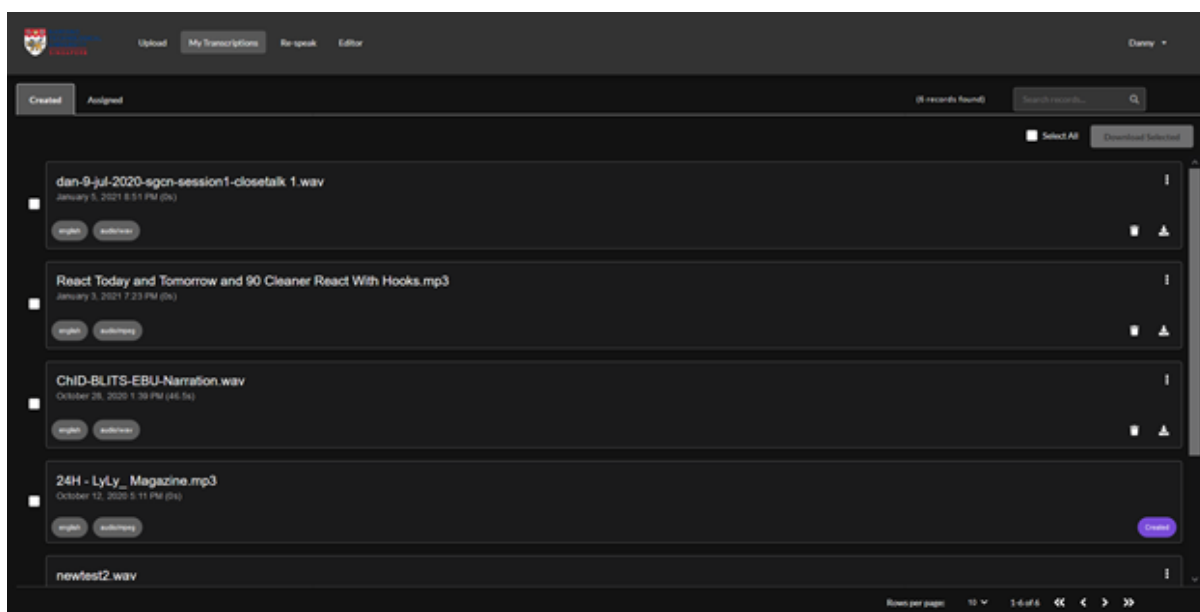 Upload My Transcriptions Re-speak Editor Danny
Created Assigned (6 records found) Search records...
Select All Download Selected
dan-9-jul-2020-sgcn-session1-closetalk 1.wav
January 5, 2021 8:51 PM (0s)
english audio/wav
React Today and Tomorrow and 90 Cleaner React With Hooks.mp3
January 3, 2021 7:23 PM (0s)
english audio/mpeg
ChID-BLITS-EBU-Narration.wav
October 28, 2020 1:39 PM (46.5s)
english audio/wav
24H - LyLy_ Magazine.mp3
October 12, 2020 5:11 PM (0s)
english audio/mpeg
Created
newtest2.wav
Rows per page: 10 1-6 of 6